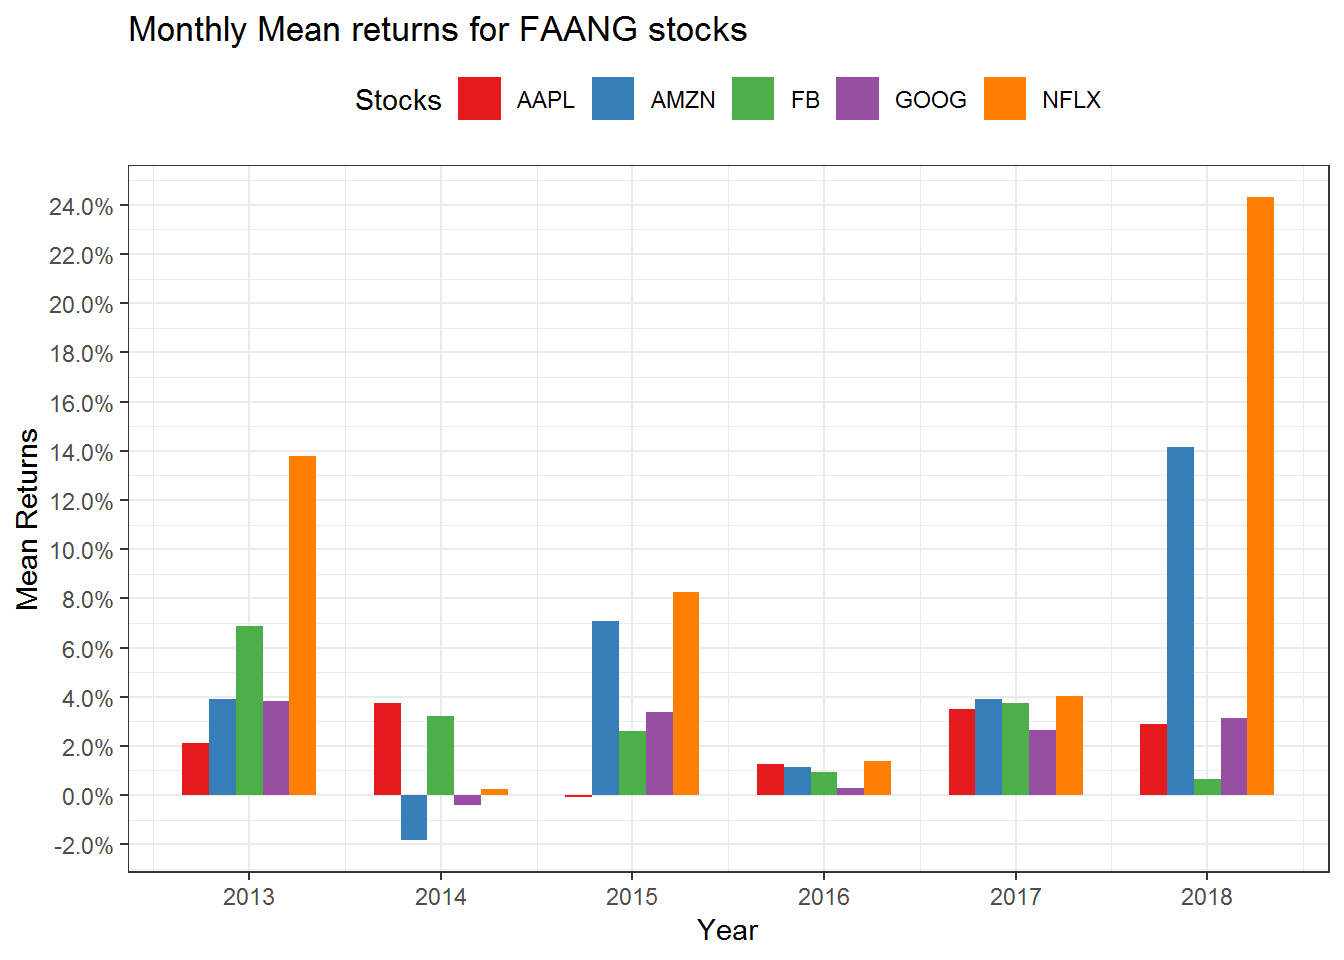 Monthly Mean returns for FAANG stocks
Stocks AAPL AMZN FB GOOG NFLX
24.0%
22.0%
20.0%
18.0%
16.0%
14.0%
12.0%
10.0%
8.0%
6.0%
4.0%
2.0%
0.0%
-2.0%
Mean Returns
2013 2014 2015 2016 2017 2018
Year